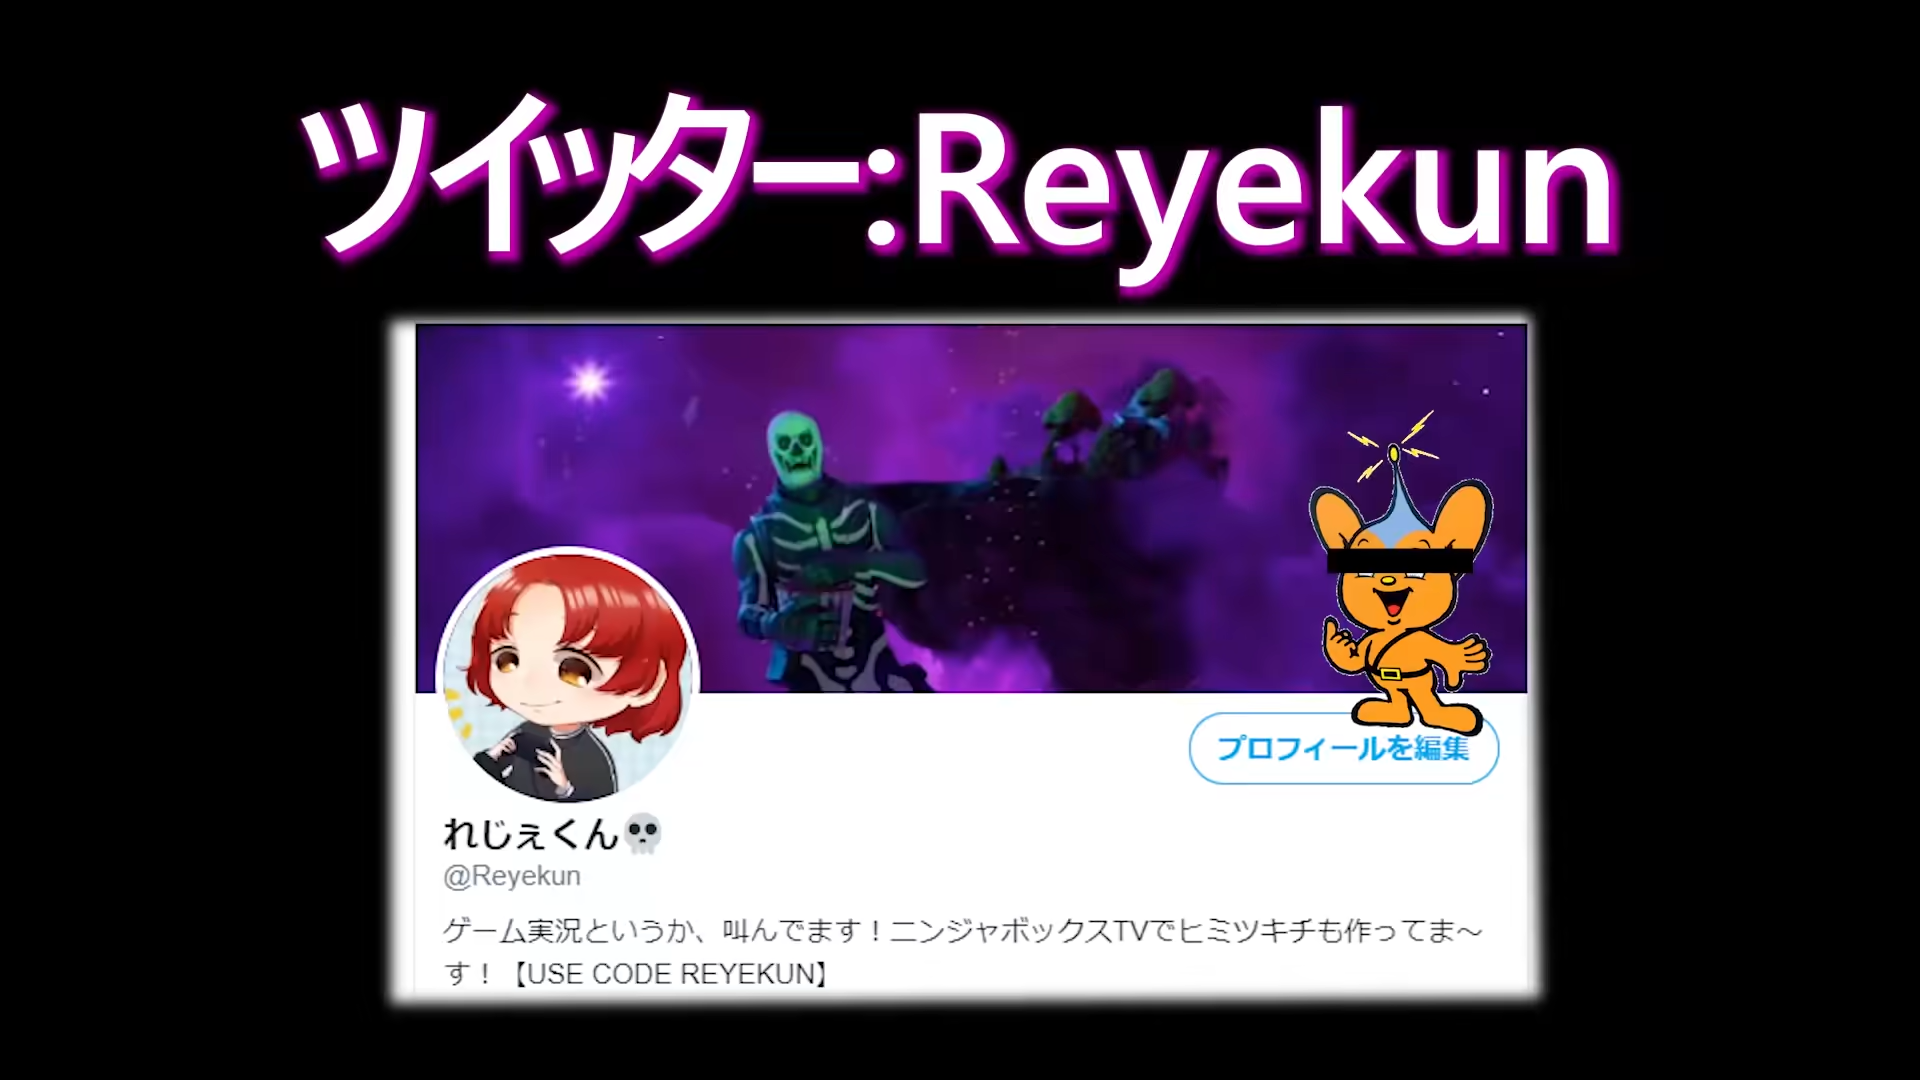 ツイッター:Reyekun
プロフィールを編集
れじぇくん💀
@Reyekun
ゲーム実況というか、叫んでます！ニンジャボックスTVでヒミツキチも作ってま〜
す！【USE CODE REYEKUN】